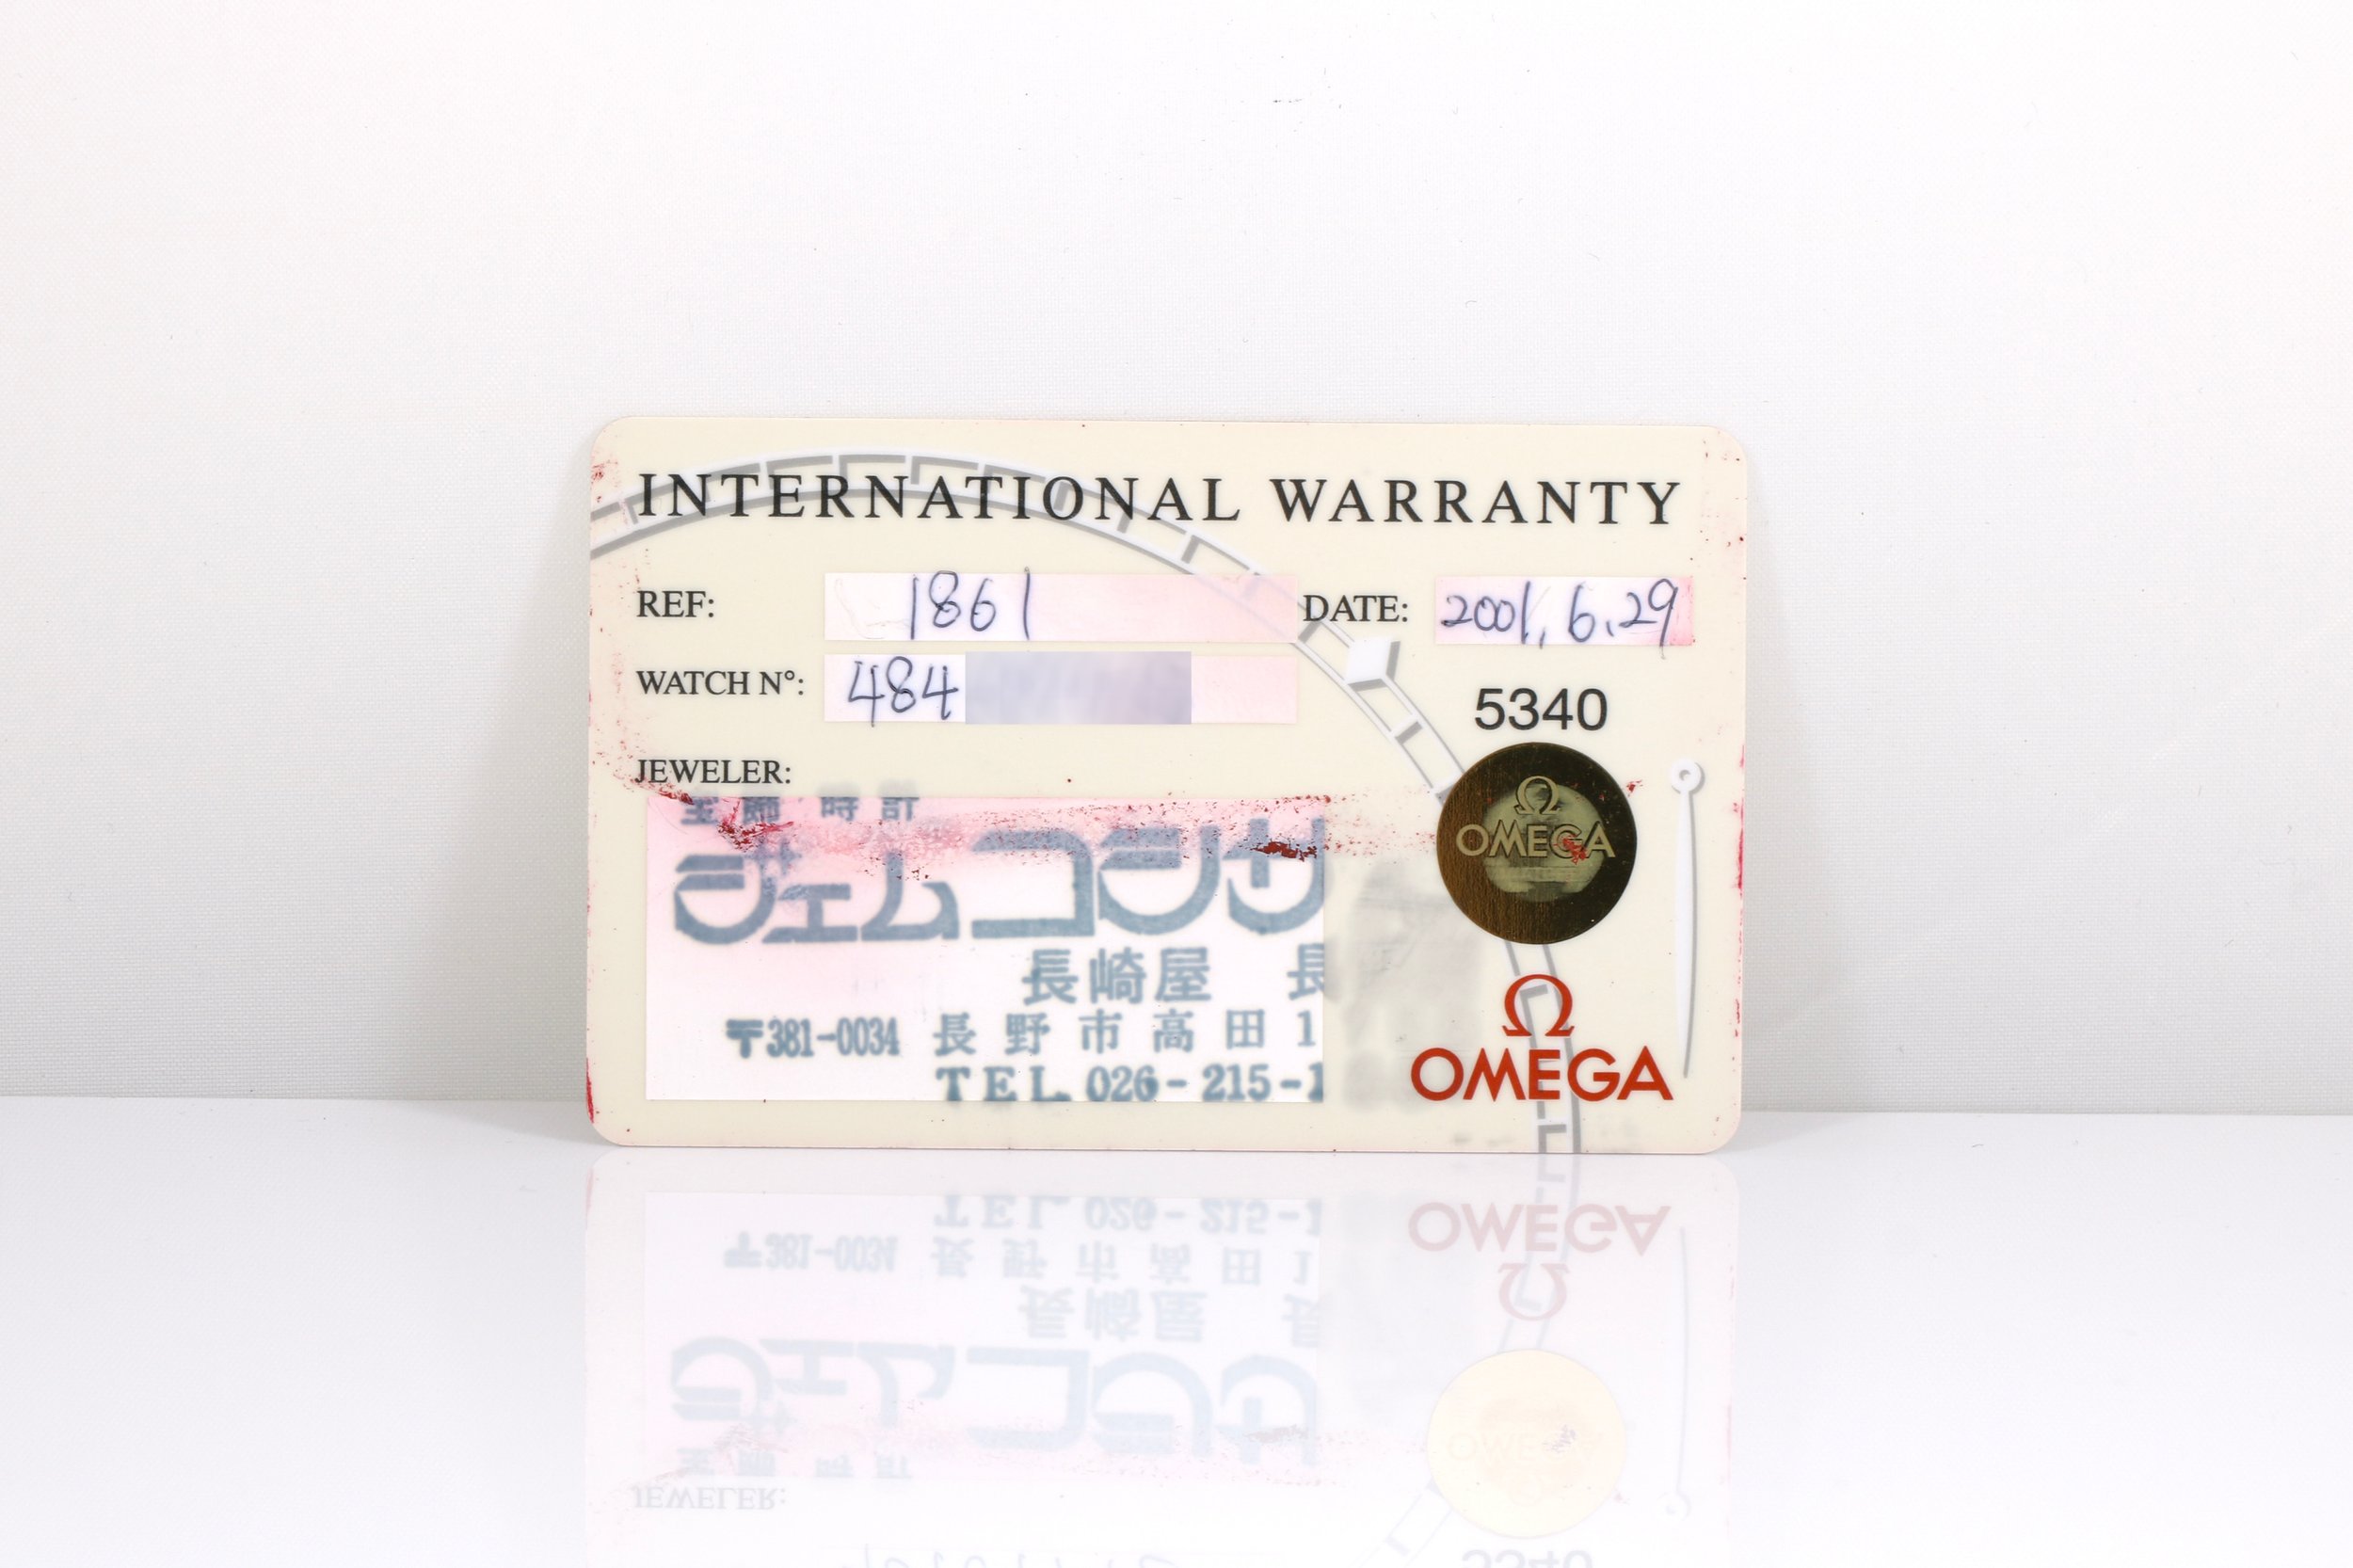 INTERNATIONAL WARRANTY
REF: 1861 DATE: 2001. 6. 29
WATCH N°: 484
5340
JEWELER:
宝飾 時計
ジェムコシサ
長崎屋 長
〒381-0034 長野市高田1
TEL. 026-215-1
Ω
OMEGA
Ω
OMEGA